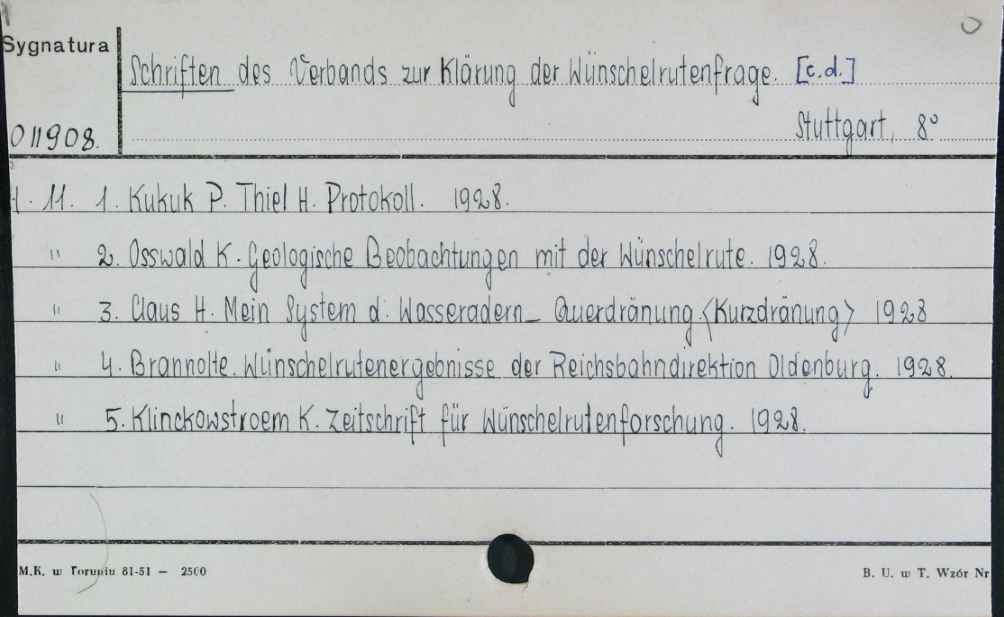 Sygnatura
Schriften des Verbands zur Klärung der Wünschelrutenfrage. [c.d.]
011908. Stuttgart, 8°
H. 11. 1. Kukuk P. Thiel H. Protokoll. 1928.
" 2. Osswald K. Geologische Beobachtungen mit der Wünschelrute. 1928.
" 3. Claus H. Mein System d. Wasseradern_ Querdränung <Kurzdränung> 1928
" 4. Brannolte. Wünschelrutenergebnisse der Reichsbahndirektion Oldenburg. 1928.
" 5. Klinckowstroem K. Zeitschrift für Wünschelrutenforschung. 1928.
M.K. w Toruniu 81-51 — 2500
B. U. w T. Wzór Nr